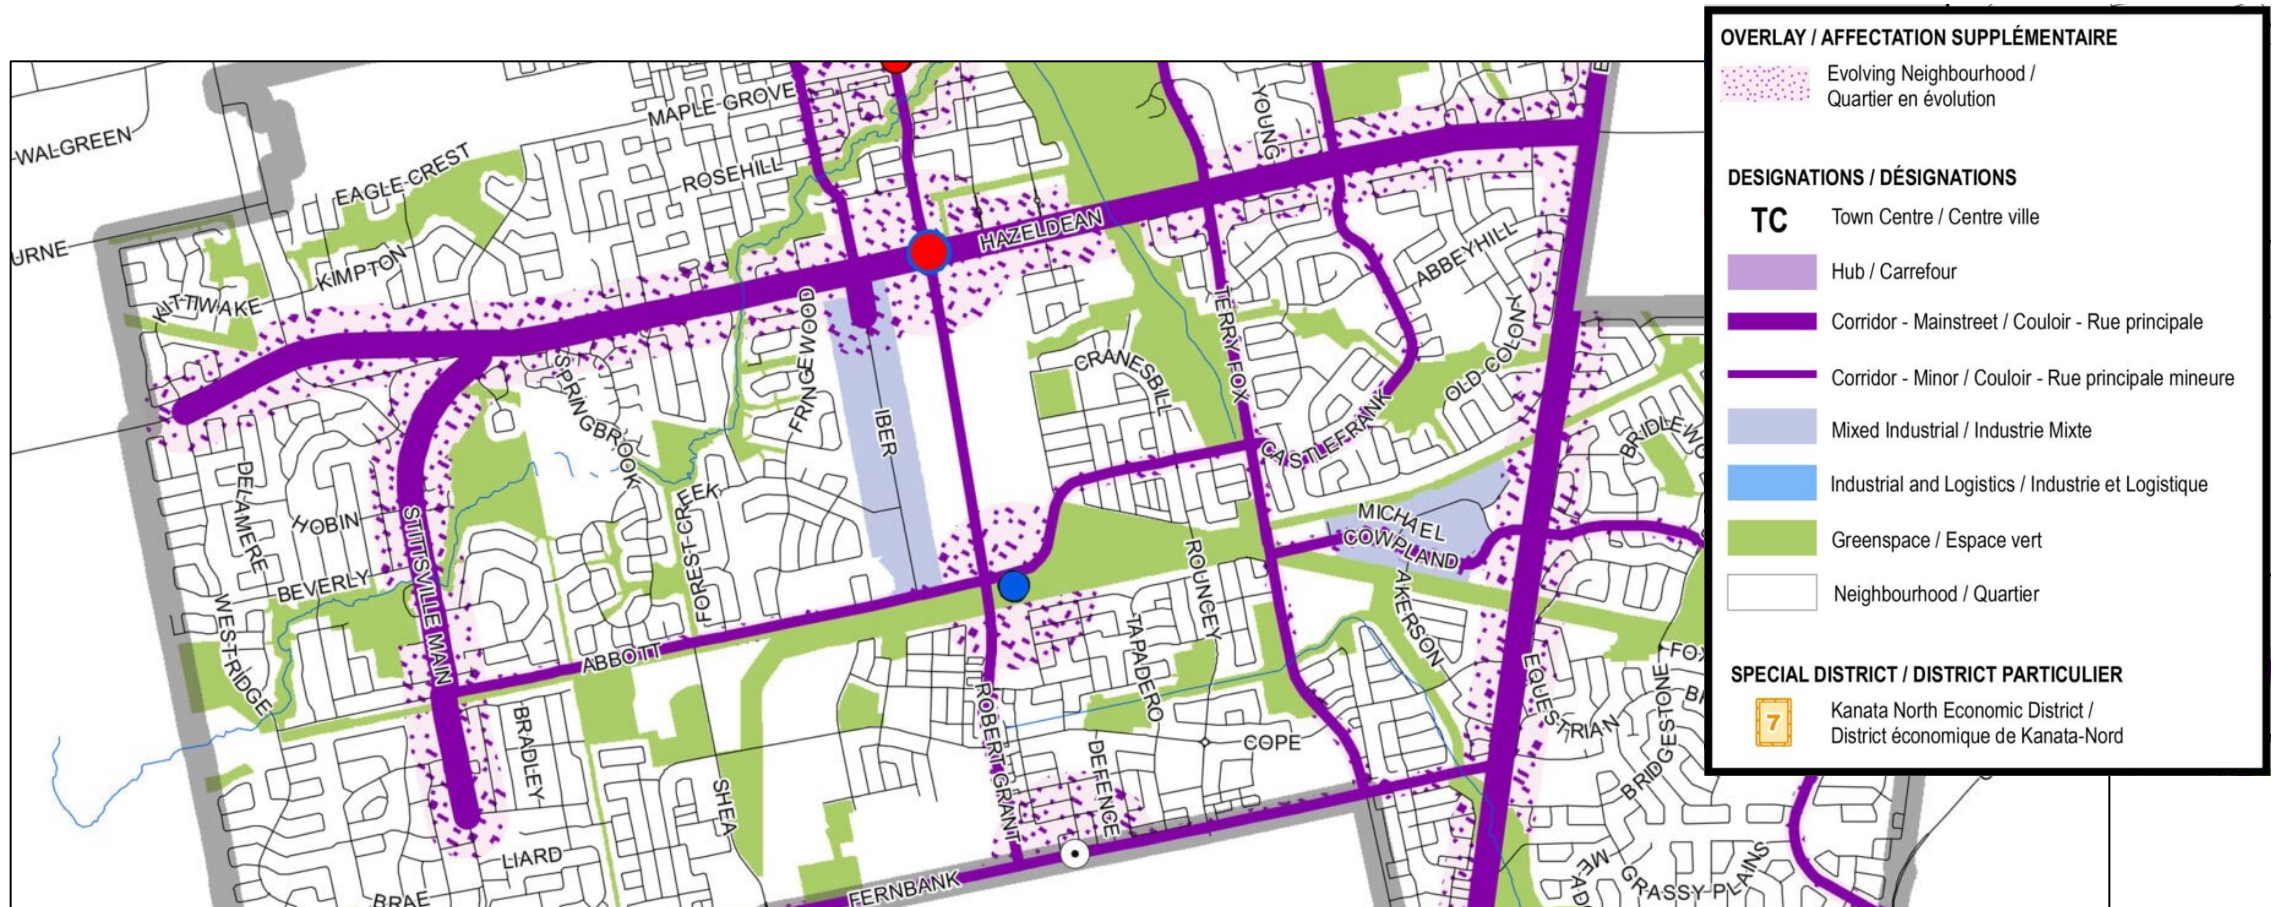 MAPLE GROVE
YOUNG
WALGREEN
EAGLE CREST
ROSEHILL
URNE
KIMPTON
HAZELDEAN
ABBEYHILL
KITTIWAKE
FRINGEWOOD
TERRY FOX
OLD COLONY
SPRINGBROOK
CRANESBILL
IBER
CASTLEFRANK
BRIDLEWO
DELAMERE
HOBIN
FOREST CREEK
STITTSVILLE MAIN
MICHAEL
COWPLAND
BEVERLY
ROUNCEY
AKERSON
WESTRIDGE
ABBOTT
TAPADERO
EQUESTRIAN
FOX
BRIDGESTONE
BRADLEY
ROBERT GRANT
DEFENCE
COPE
SHEA
LIARD
FERNBANK
BRAE
GRASSY PLAINS
MEADO
OVERLAY / AFFECTATION SUPPLÉMENTAIRE
Evolving Neighbourhood /
Quartier en évolution
DESIGNATIONS / DÉSIGNATIONS
TC Town Centre / Centre ville
Hub / Carrefour
Corridor - Mainstreet / Couloir - Rue principale
Corridor - Minor / Couloir - Rue principale mineure
Mixed Industrial / Industrie Mixte
Industrial and Logistics / Industrie et Logistique
Greenspace / Espace vert
Neighbourhood / Quartier
SPECIAL DISTRICT / DISTRICT PARTICULIER
7 Kanata North Economic District /
District économique de Kanata-Nord